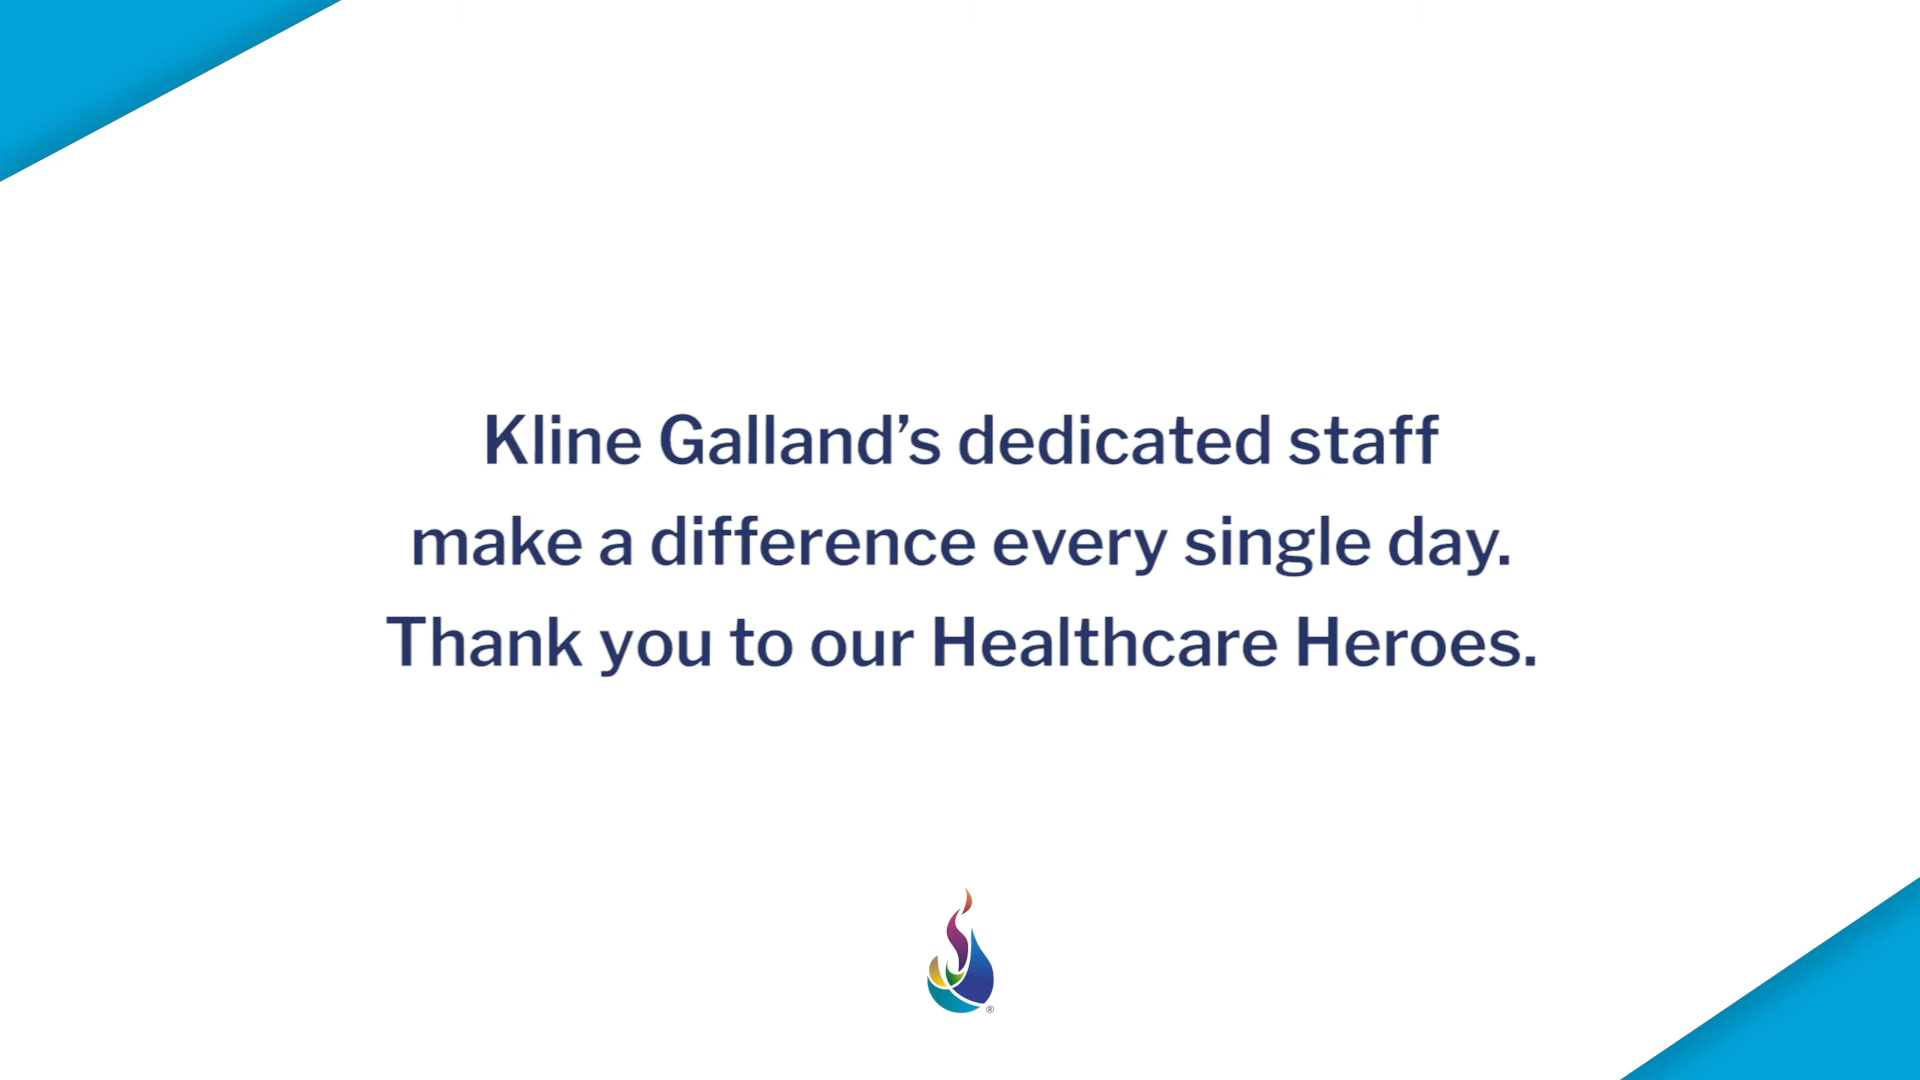 Kline Galland’s dedicated staff
make a difference every single day.
Thank you to our Healthcare Heroes.
®